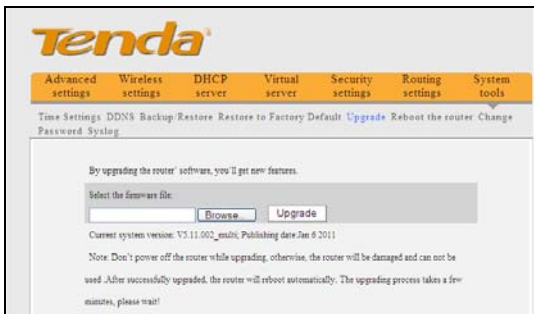 Tenda
Advanced settings Wireless settings DHCP server Virtual server Security settings Routing settings System tools
Time Settings DDNS Backup/Restore Restore to Factory Default Upgrade Reboot the router Change
Password Syslog
By upgrading the router' software, you'll get new features.
Select the firmware file:
Browse... Upgrade
Current system version: V5.11.002_multi; Publishing date:Jan 6 2011
Note: Don't power off the router while upgrading, otherwise, the router will be damaged and can not be
used .After successfully upgraded, the router will reboot automatically. The upgrading process takes a few
minutes, please wait!